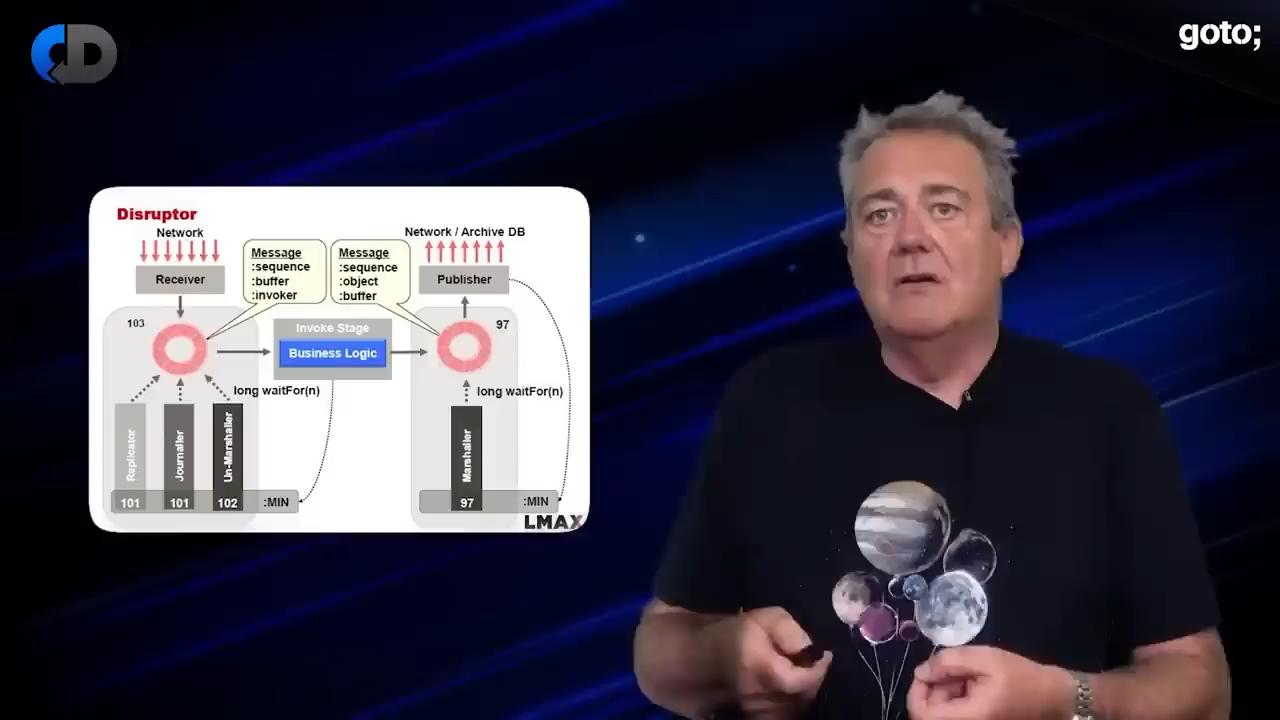 CD
goto;
Disruptor
Network
Receiver
Message
:sequence
:buffer
:invoker
Message
:sequence
:object
:buffer
Network / Archive DB
Publisher
103
Invoke Stage
Business Logic
97
long waitFor(n)
long waitFor(n)
Replicator
Journaller
Un-Marshaller
Marshaller
101
101
102
:MIN
97
:MIN
LMAX